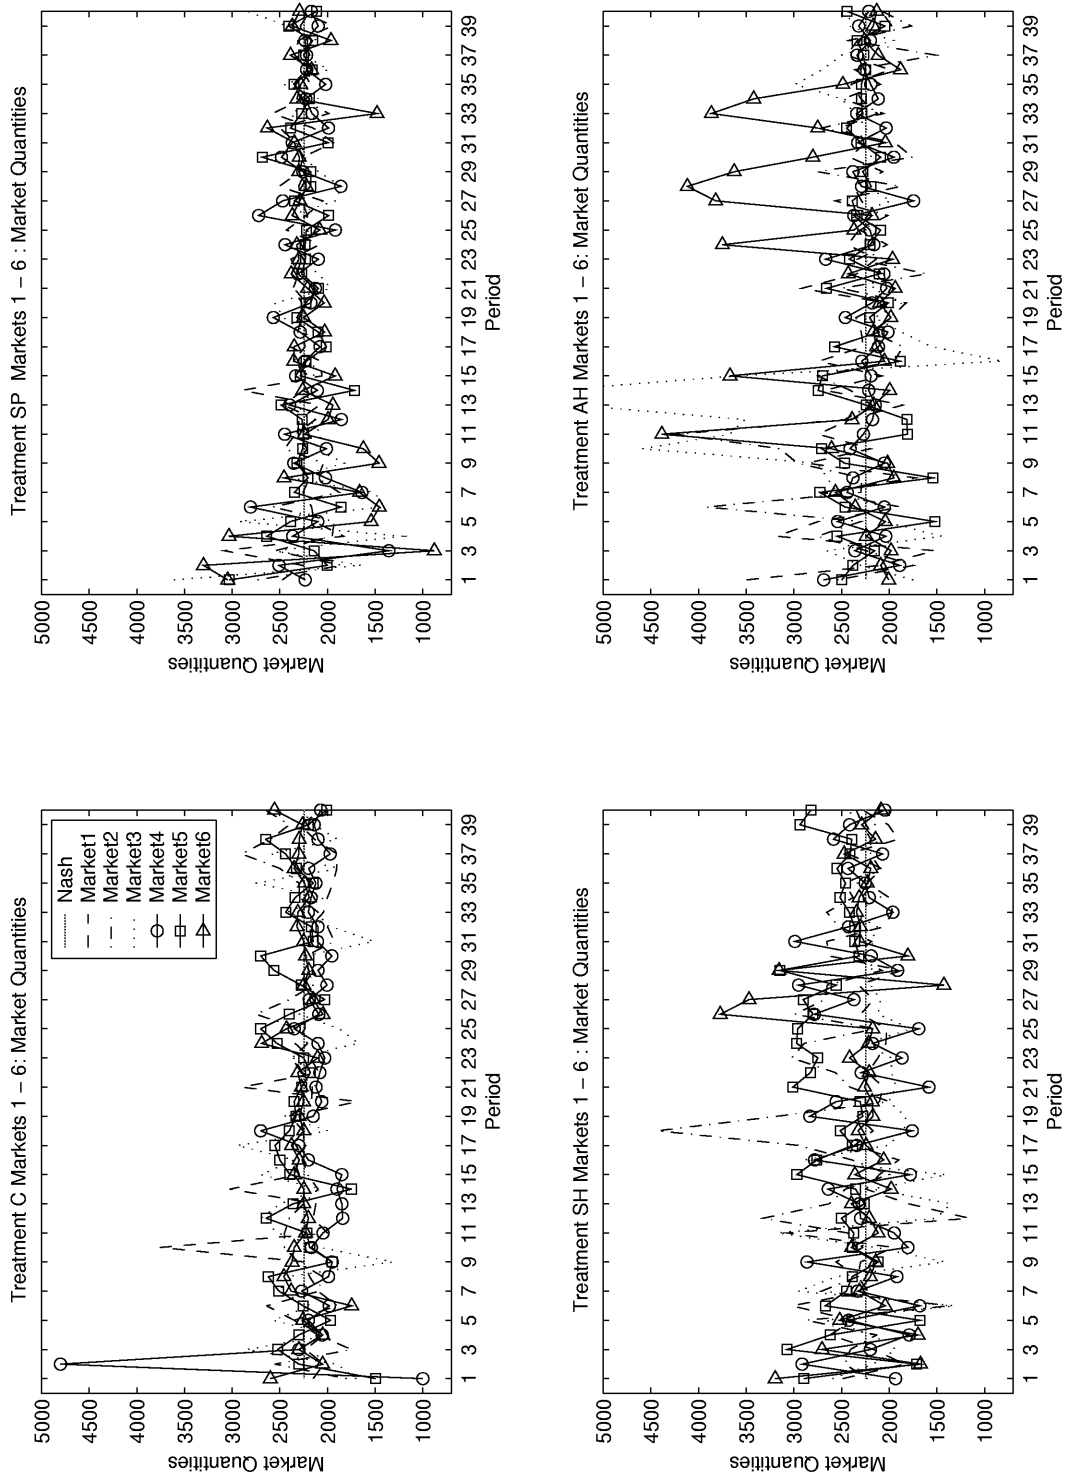 Treatment C Markets 1 – 6: Market Quantities
5000
4500
4000
3500
3000
2500
2000
1500
1000
Market Quantities
Nash
Market1
Market2
Market3
Market4
Market5
Market6
1 3 5 7 9 11 13 15 17 19 21 23 25 27 29 31 33 35 37 39
Period
Treatment SP Markets 1 – 6 : Market Quantities
5000
4500
4000
3500
3000
2500
2000
1500
1000
Market Quantities
1 3 5 7 9 11 13 15 17 19 21 23 25 27 29 31 33 35 37 39
Period
Treatment SH Markets 1 – 6 : Market Quantities
5000
4500
4000
3500
3000
2500
2000
1500
1000
Market Quantities
1 3 5 7 9 11 13 15 17 19 21 23 25 27 29 31 33 35 37 39
Period
Treatment AH Markets 1 – 6: Market Quantities
5000
4500
4000
3500
3000
2500
2000
1500
1000
Market Quantities
1 3 5 7 9 11 13 15 17 19 21 23 25 27 29 31 33 35 37 39
Period